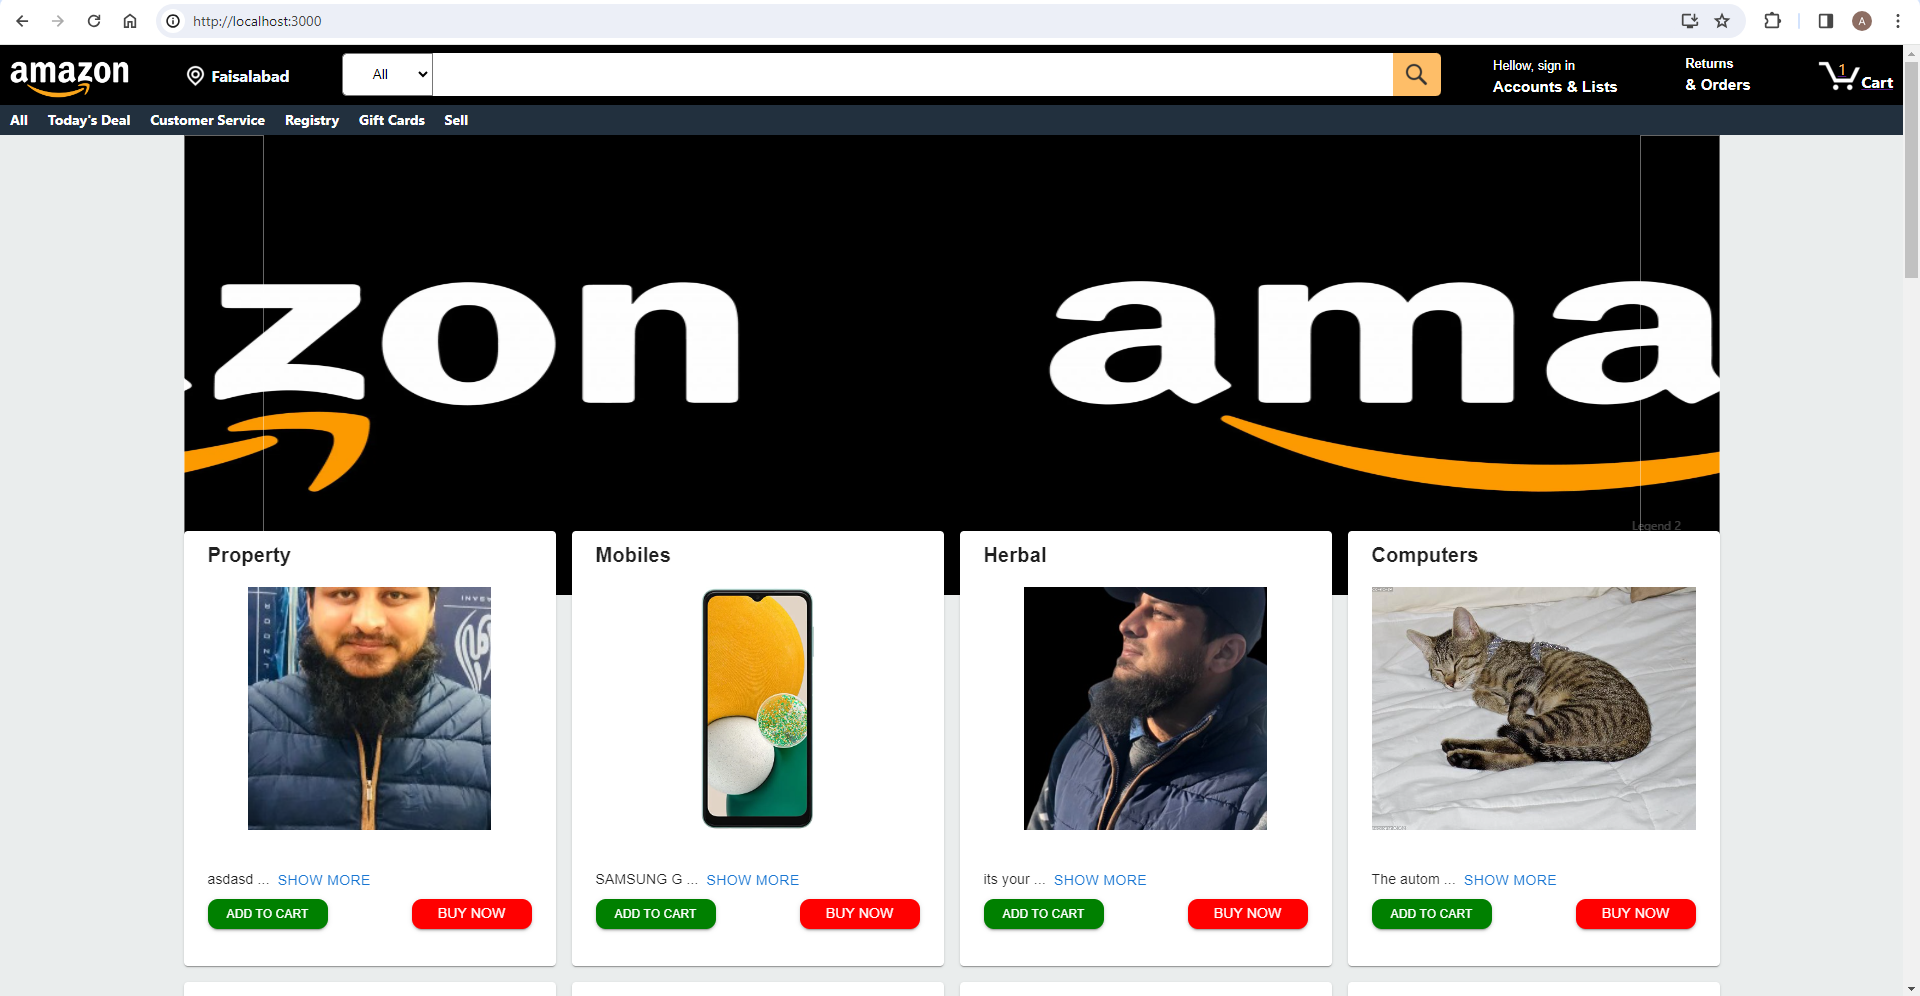 http://localhost:3000
A
amazon
Faisalabad
All
Hellow, sign in
Accounts & Lists
Returns
& Orders
1
Cart
All Today's Deal Customer Service Registry Gift Cards Sell
zon ama
Legend 2
Property
Mobiles
Herbal
Computers
asdasd ... SHOW MORE
SAMSUNG G ... SHOW MORE
its your ... SHOW MORE
The autom ... SHOW MORE
ADD TO CART BUY NOW
ADD TO CART BUY NOW
ADD TO CART BUY NOW
ADD TO CART BUY NOW